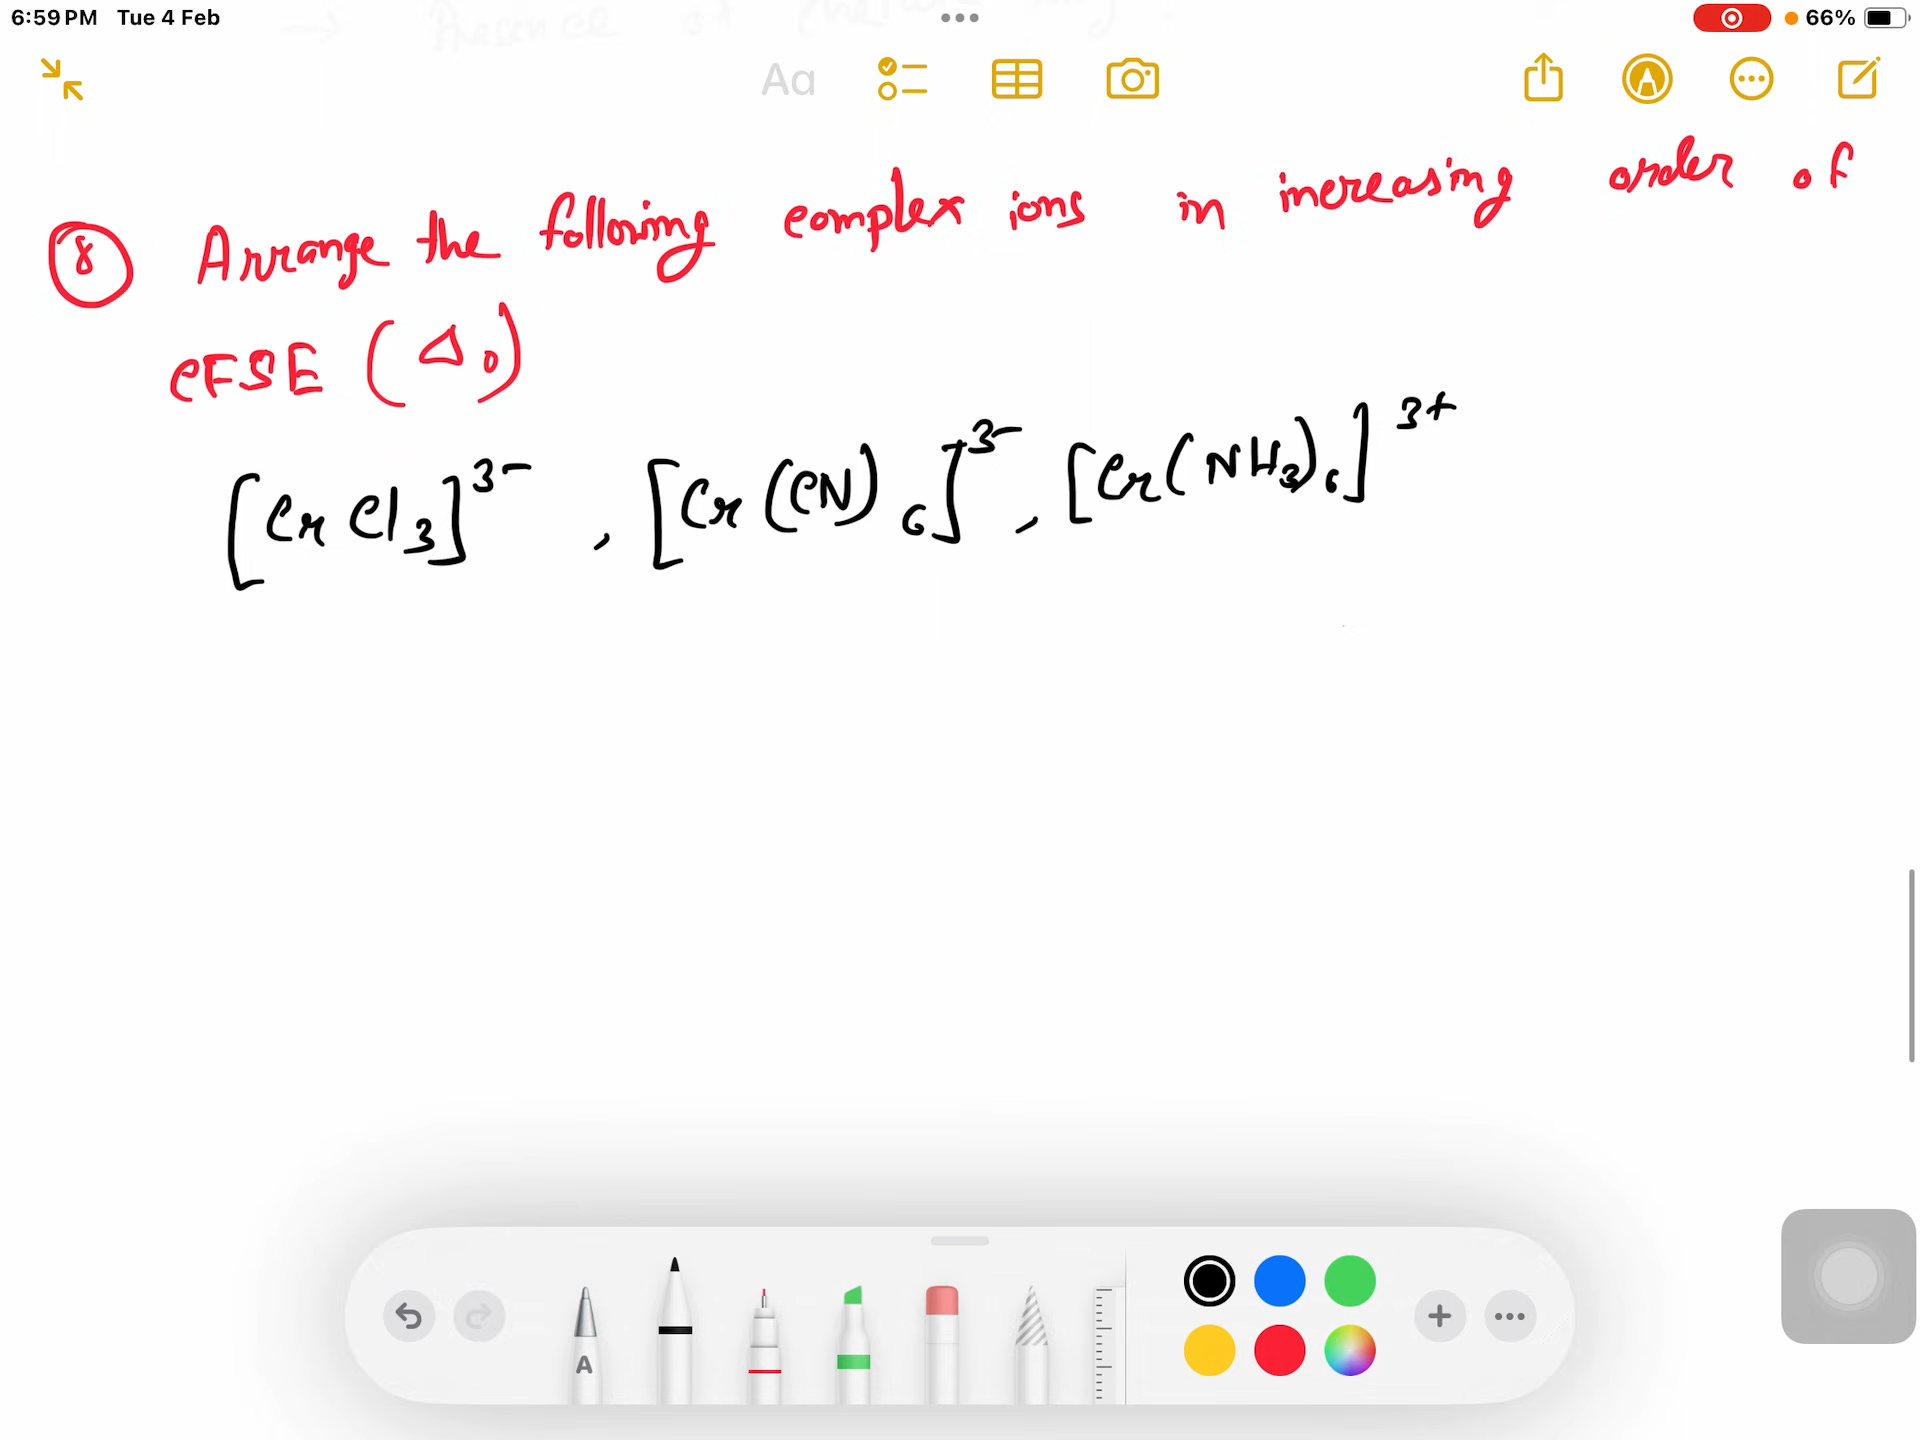 6:59 PM Tue 4 Feb
66%
Aa
8 Arrange the following complex ions in increasing order of
CFSE (Δ₀)
[CrCl₃]³⁻ , [Cr(CN)₆]³⁻ , [Cr(NH₃)₆]³⁺
A